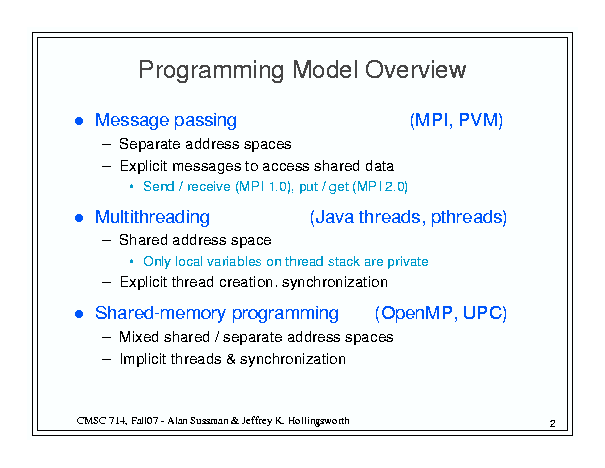 Programming Model Overview
● Message passing (MPI, PVM)
– Separate address spaces
– Explicit messages to access shared data
• Send / receive (MPI 1.0), put / get (MPI 2.0)
● Multithreading (Java threads, pthreads)
– Shared address space
• Only local variables on thread stack are private
– Explicit thread creation. synchronization
● Shared-memory programming (OpenMP, UPC)
– Mixed shared / separate address spaces
– Implicit threads & synchronization
CMSC 714, Fall07 - Alan Sussman & Jeffrey K. Hollingsworth 2